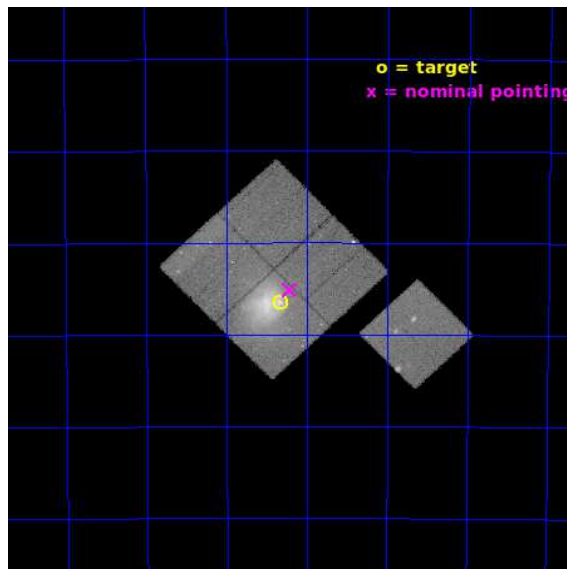 o = target
x = nominal pointing